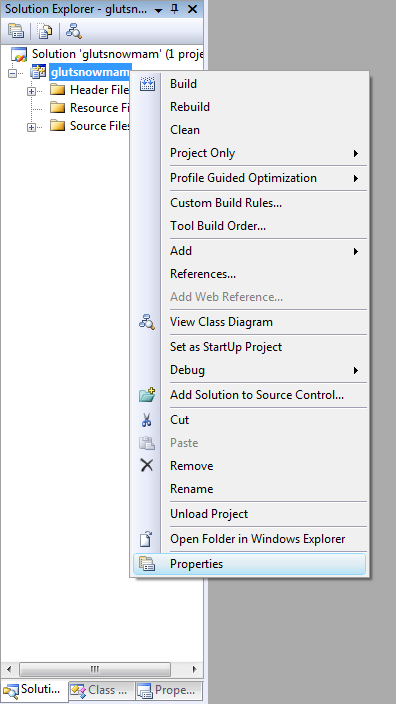 Solution Explorer - glutsn...
Solution 'glutsnowmam' (1 proje
glutsnowmam
Header File
Resource Fi
Source Files
Build
Rebuild
Clean
Project Only
Profile Guided Optimization
Custom Build Rules...
Tool Build Order...
Add
References...
Add Web Reference...
View Class Diagram
Set as StartUp Project
Debug
Add Solution to Source Control...
Cut
Paste
Remove
Rename
Unload Project
Open Folder in Windows Explorer
Properties
Soluti... Class ... Prope...